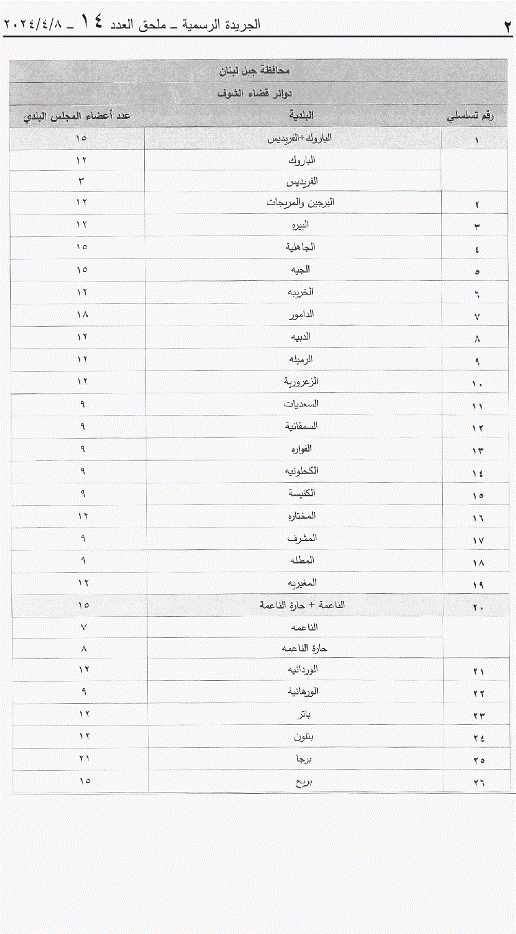 ٢ الجريدة الرسمية ــ ملحق العدد ١٤ ــ ٢٠٢٤/٤/٨
محافظة جبل لبنان
دوائر قضاء الشوف
رقم تسلسلي البلدية عدد أعضاء المجلس البلدي
١ الباروك+الفريديس ١٥
الباروك ١٢
الفريديس ٣
٢ البرجين والمريجات ١٢
٣ البيره ١٢
٤ الجاهلية ١٥
٥ الجيه ١٥
٦ الخريبه ١٢
٧ الدامور ١٨
٨ الدبيه ١٢
٩ الرميله ١٢
١٠ الزعرورية ١٢
١١ السعديات ٩
١٢ السمقانية ٩
١٣ الفواره ٩
١٤ الكحلونيه ٩
١٥ الكنيسة ٩
١٦ المختاره ١٢
١٧ المشرف ٩
١٨ المطله ٩
١٩ المغيريه ١٢
٢٠ الناعمة + حارة الناعمة ١٥
الناعمه ٧
حارة الناعمه ٨
٢١ الوردانيه ١٢
٢٢ الورهانية ٩
٢٣ باتر ١٢
٢٤ بتلون ١٢
٢٥ برجا ٢١
٢٦ بريح ١٥